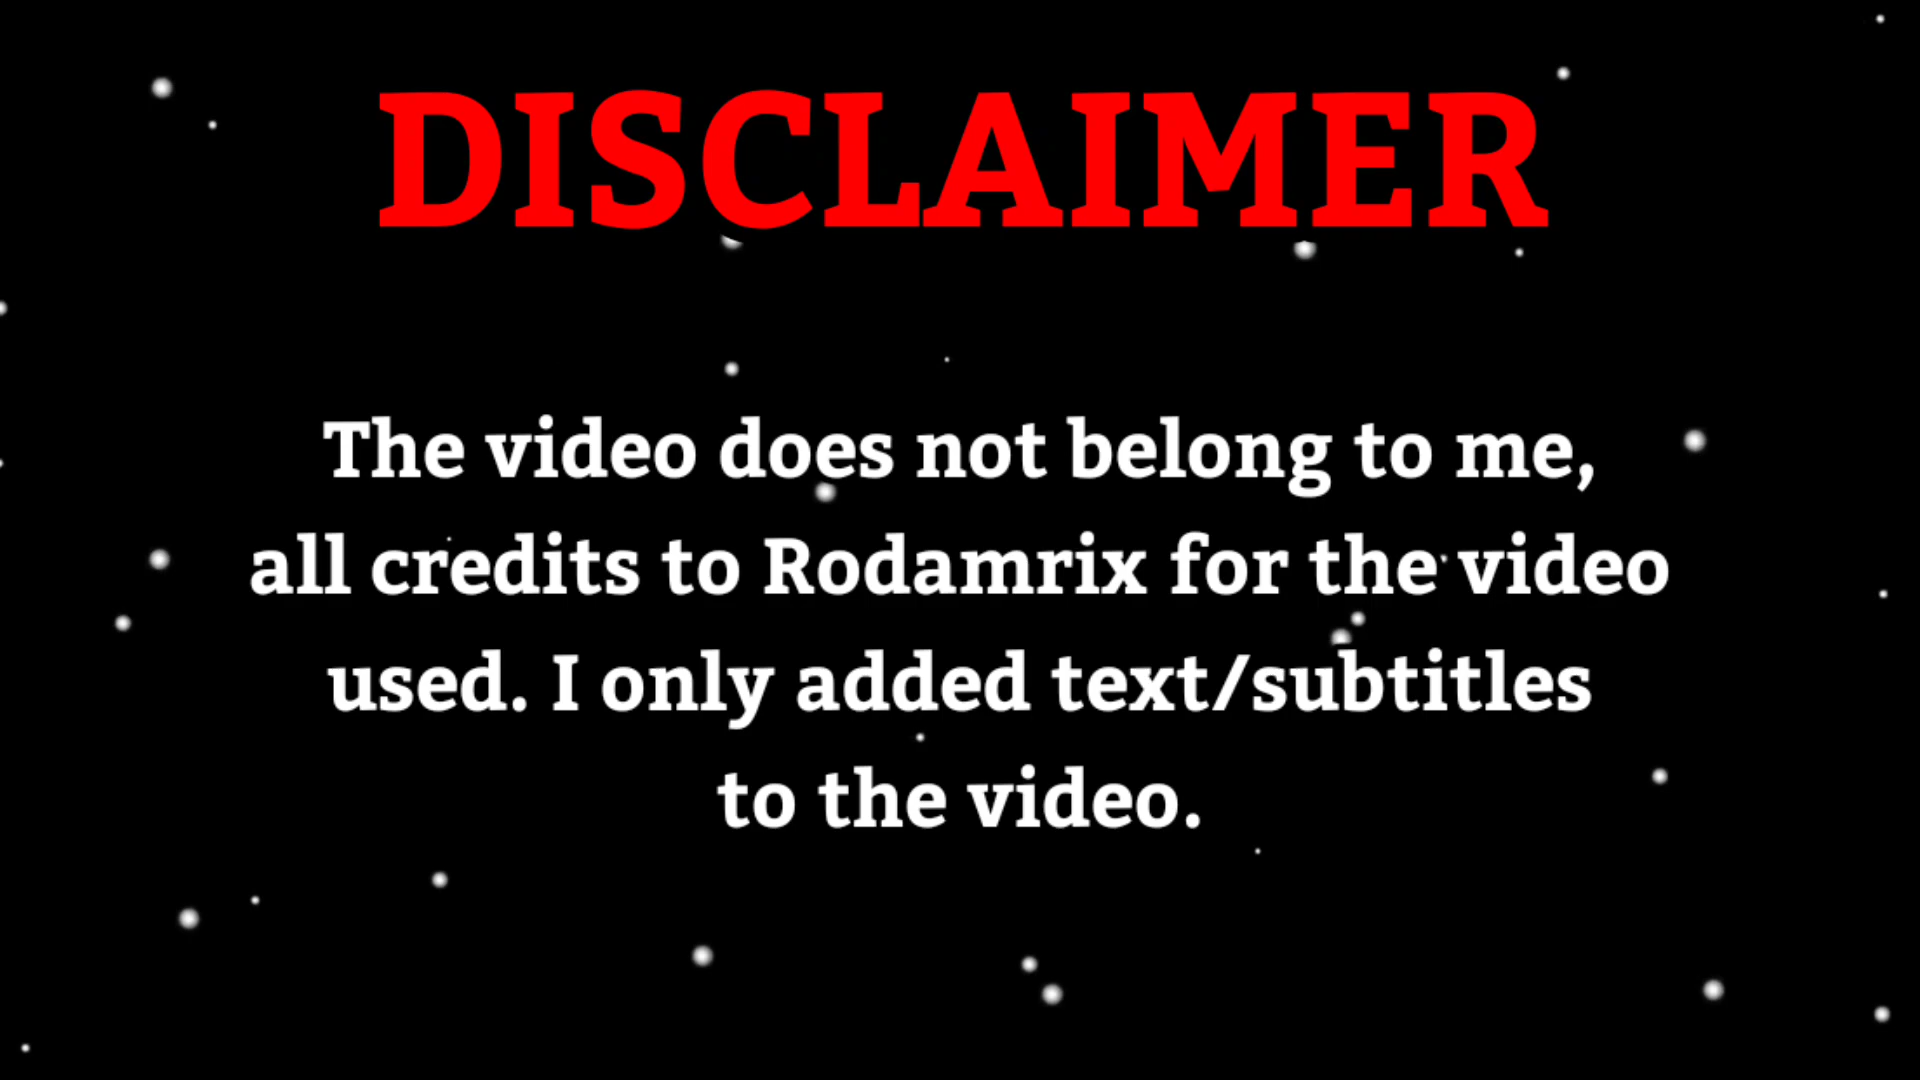 DISCLAIMER
The video does not belong to me,
all credits to Rodamrix for the video
used. I only added text/subtitles
to the video.